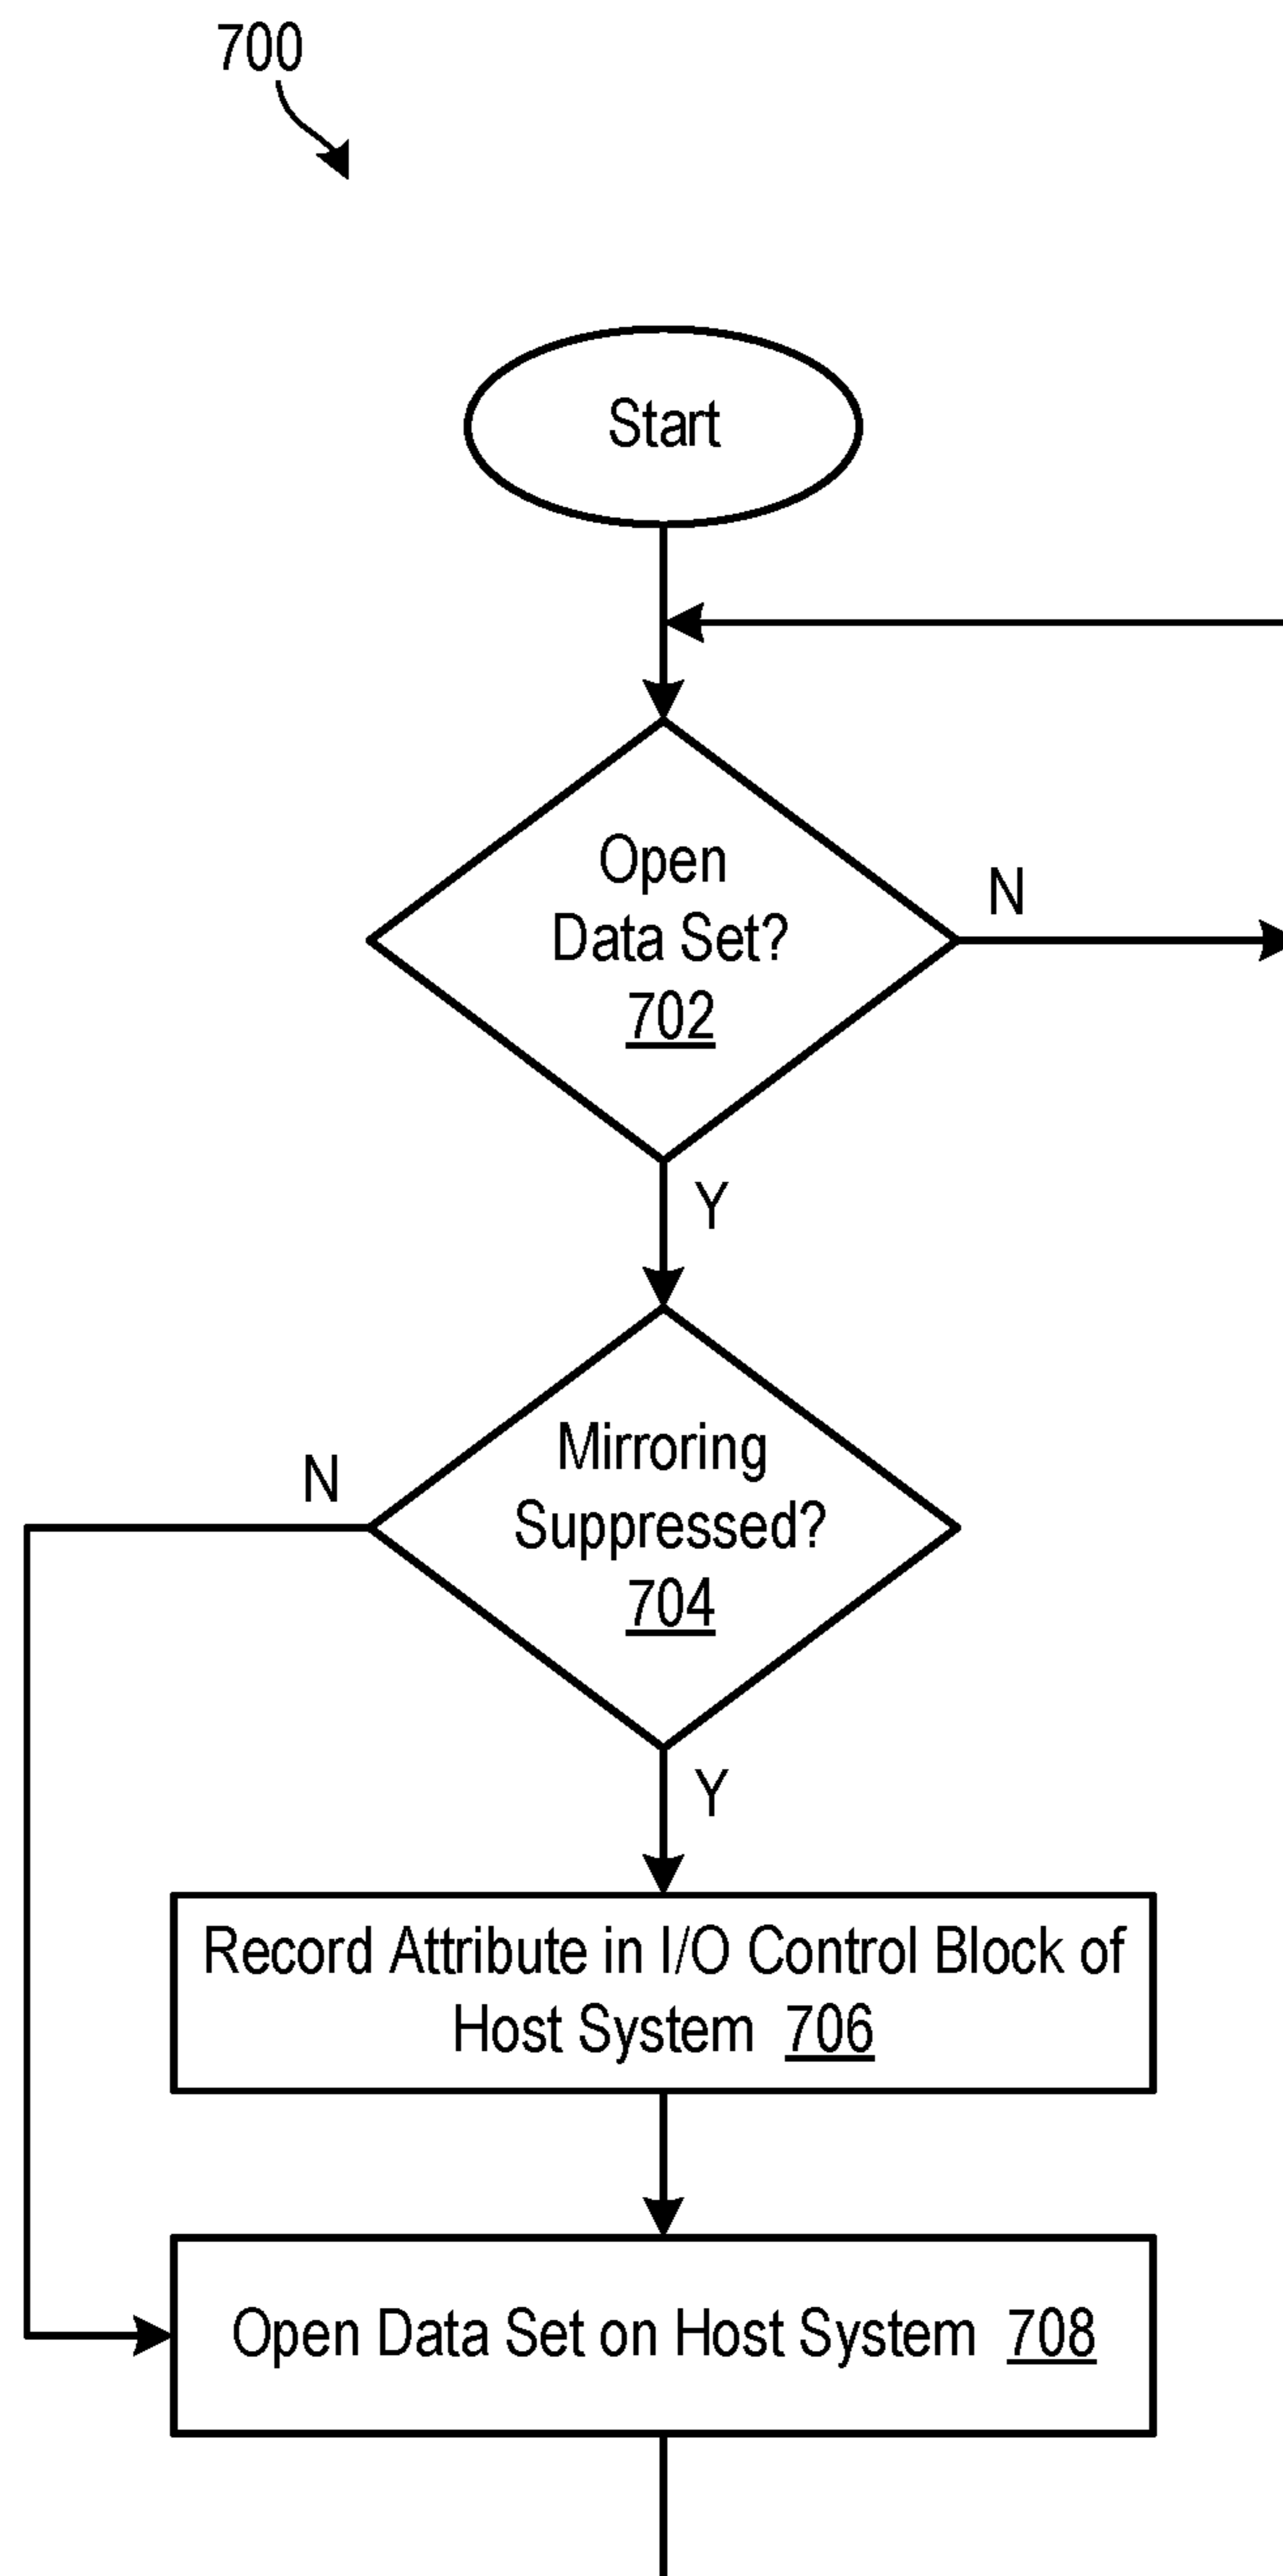 700
Start
Open
Data Set?
702
N
Y
Mirroring
Suppressed?
704
N
Y
Record Attribute in I/O Control Block of
Host System 706
Open Data Set on Host System 708